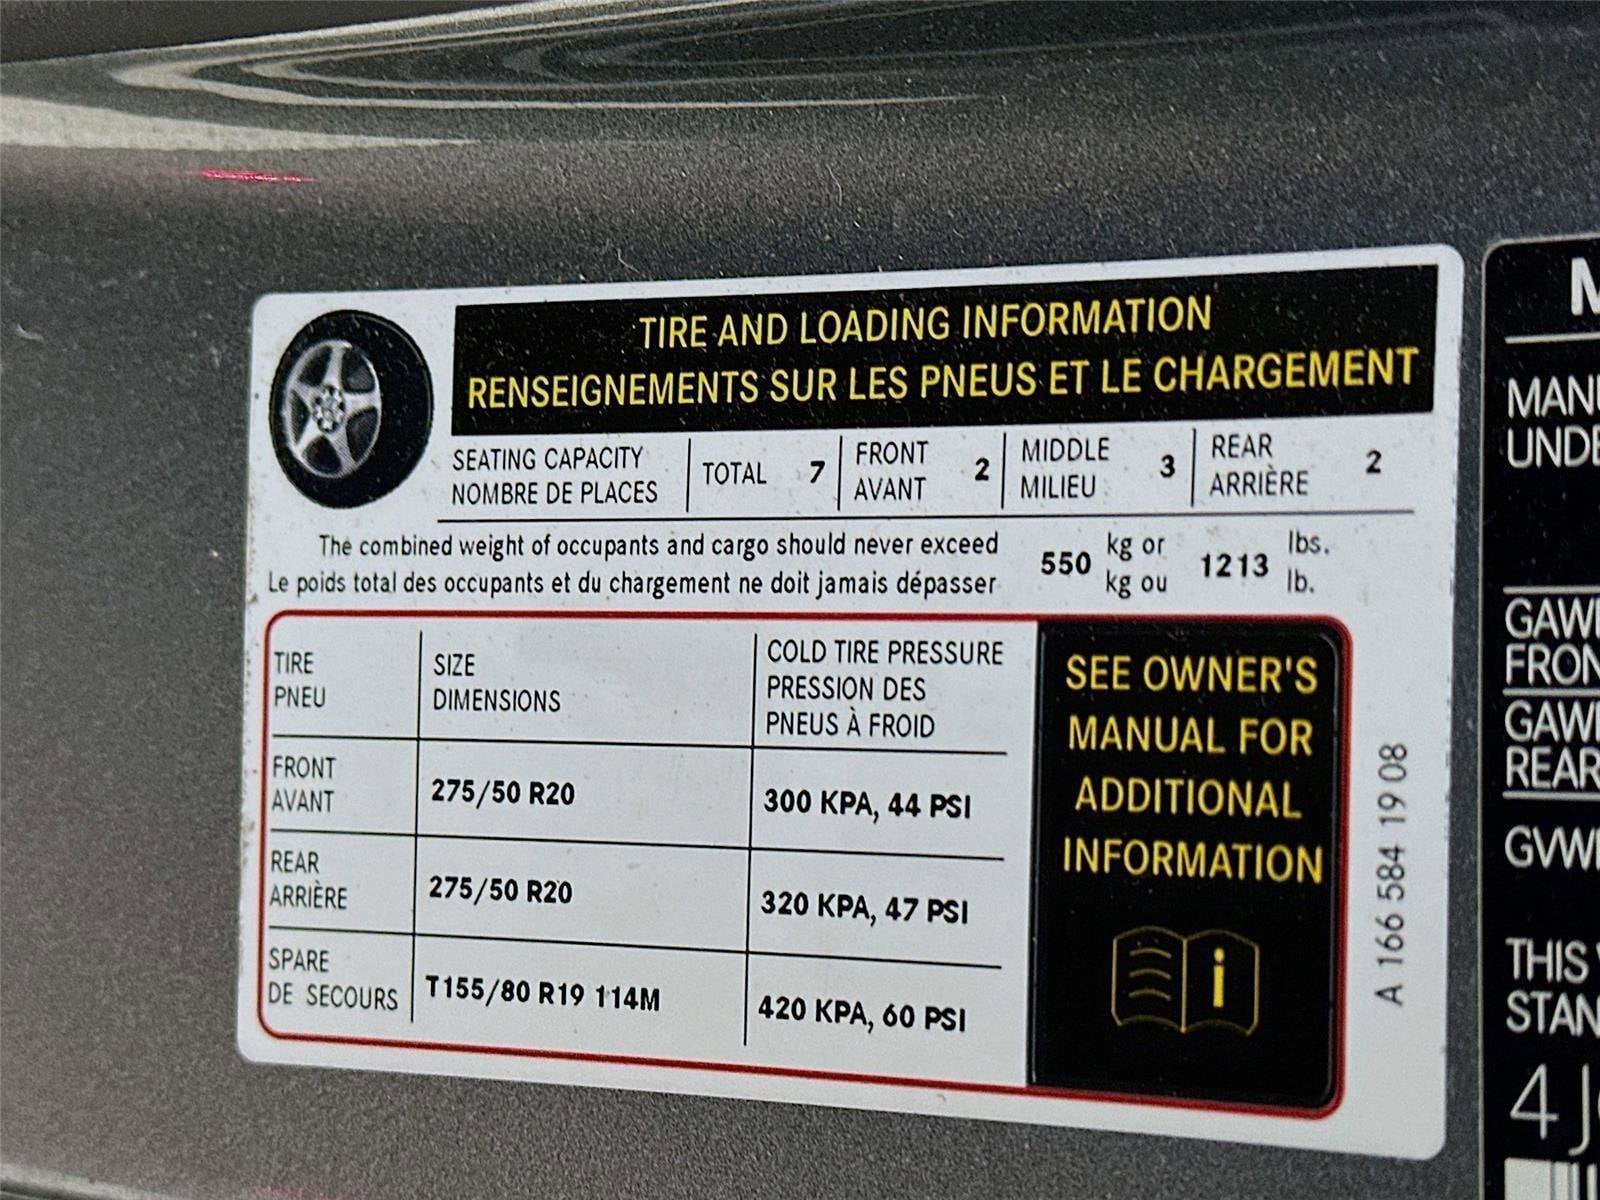 TIRE AND LOADING INFORMATION
RENSEIGNEMENTS SUR LES PNEUS ET LE CHARGEMENT
SEATING CAPACITY
NOMBRE DE PLACES
TOTAL 7
FRONT
AVANT
2
MIDDLE
MILIEU
3
REAR
ARRIÈRE
2
The combined weight of occupants and cargo should never exceed
Le poids total des occupants et du chargement ne doit jamais dépasser
550
kg or
kg ou
1213
lbs.
lb.
TIRE
PNEU
SIZE
DIMENSIONS
COLD TIRE PRESSURE
PRESSION DES
PNEUS À FROID
FRONT
AVANT
275/50 R20
300 KPA, 44 PSI
REAR
ARRIÈRE
275/50 R20
320 KPA, 47 PSI
SPARE
DE SECOURS
T155/80 R19 114M
420 KPA, 60 PSI
SEE OWNER'S
MANUAL FOR
ADDITIONAL
INFORMATION
i
A 166 584 19 08
FRON
REAR
THIS
STAN
4J